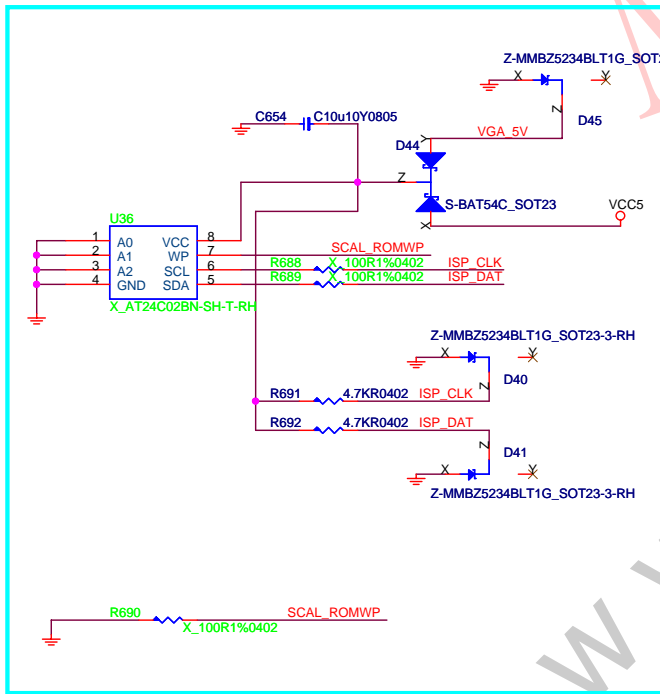 Z-MMBZ5234BLT1G_SOT2
X
Y
Z
D45
C654
C10u10Y0805
VGA_5V
D44
Y
Z
S-BAT54C_SOT23
X
VCC5
U36
1 A0 VCC 8
2 A1 WP 7
3 A2 SCL 6
4 GND SDA 5
X_AT24C02BN-SH-T-RH
SCAL_ROMWP
R688 X_100R1%0402 ISP_CLK
R689 X_100R1%0402 ISP_DAT
Z-MMBZ5234BLT1G_SOT23-3-RH
X
Y
Z
D40
R691 4.7KR0402 ISP_CLK
R692 4.7KR0402 ISP_DAT
Z
D41
X
Y
Z-MMBZ5234BLT1G_SOT23-3-RH
R690
X_100R1%0402
SCAL_ROMWP
w